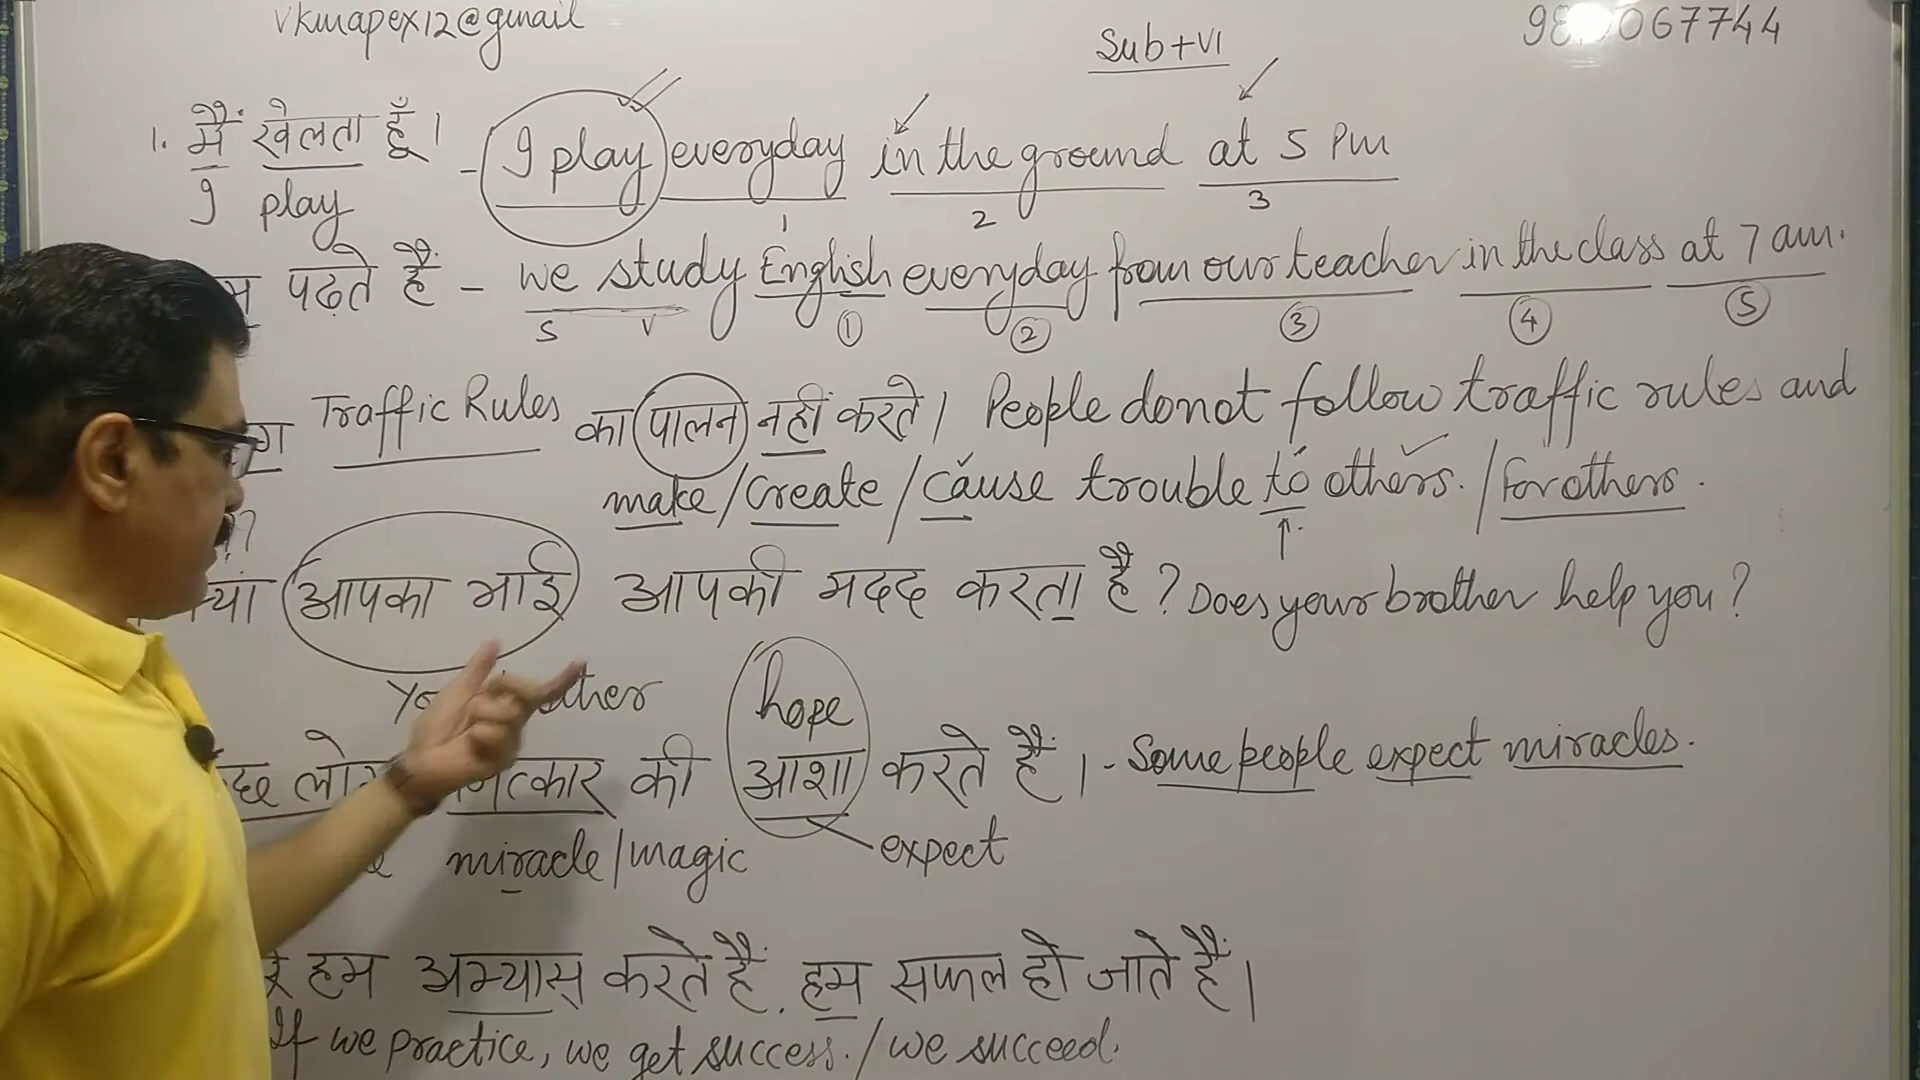 vkmapex12@gmail
Sub+V1
067744
1. मैं खेलता हूँ। - I play everyday in the ground at 5 Pm
I play 1 2 3
पढ़ते हैं - we study English everyday from our teacher in the class at 7 am.
S V 1 2 3 4 5
Traffic Rules का पालन नहीं करते। People do not follow traffic rules and
make/Create/Cause trouble to others. /For others.
आपका भाई आपकी मदद करता है? Does your brother help you?
hope
लोग की आशा करते हैं। - Some people expect miracles.
miracle/magic expect
हम अभ्यास करते हैं, हम सफल हो जाते हैं।
If we practice, we get success. / we succeed.